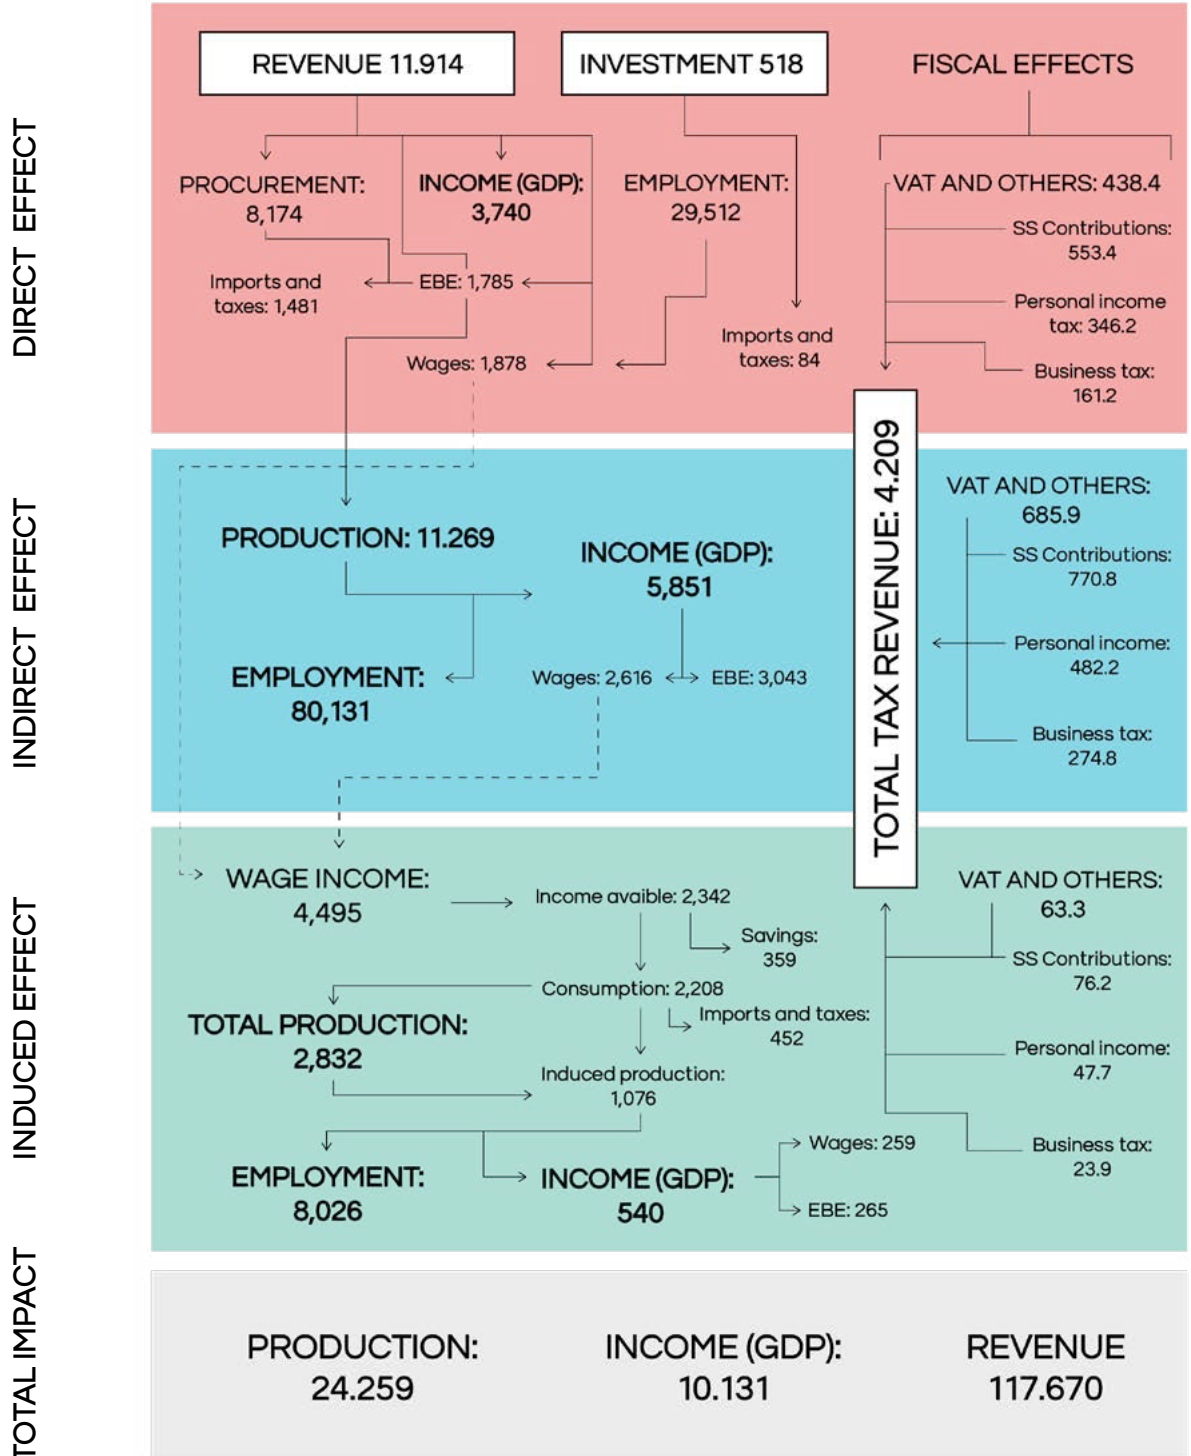 DIRECT EFFECT
REVENUE 11.914
INVESTMENT 518
FISCAL EFFECTS
PROCUREMENT:
8,174
INCOME (GDP):
3,740
EMPLOYMENT:
29,512
VAT AND OTHERS: 438.4
SS Contributions:
553.4
Imports and
taxes: 1,481
EBE: 1,785
Personal income
tax: 346.2
Imports and
taxes: 84
Wages: 1,878
Business tax:
161.2
TOTAL TAX REVENUE: 4.209
INDIRECT EFFECT
PRODUCTION: 11.269
INCOME (GDP):
5,851
EMPLOYMENT:
80,131
Wages: 2,616
EBE: 3,043
VAT AND OTHERS:
685.9
SS Contributions:
770.8
Personal income:
482.2
Business tax:
274.8
INDUCED EFFECT
WAGE INCOME:
4,495
Income avaible: 2,342
Savings:
359
Consumption: 2,208
Imports and taxes:
452
TOTAL PRODUCTION:
2,832
Induced production:
1,076
EMPLOYMENT:
8,026
INCOME (GDP):
540
Wages: 259
EBE: 265
VAT AND OTHERS:
63.3
SS Contributions:
76.2
Personal income:
47.7
Business tax:
23.9
TOTAL IMPACT
PRODUCTION:
24.259
INCOME (GDP):
10.131
REVENUE
117.670